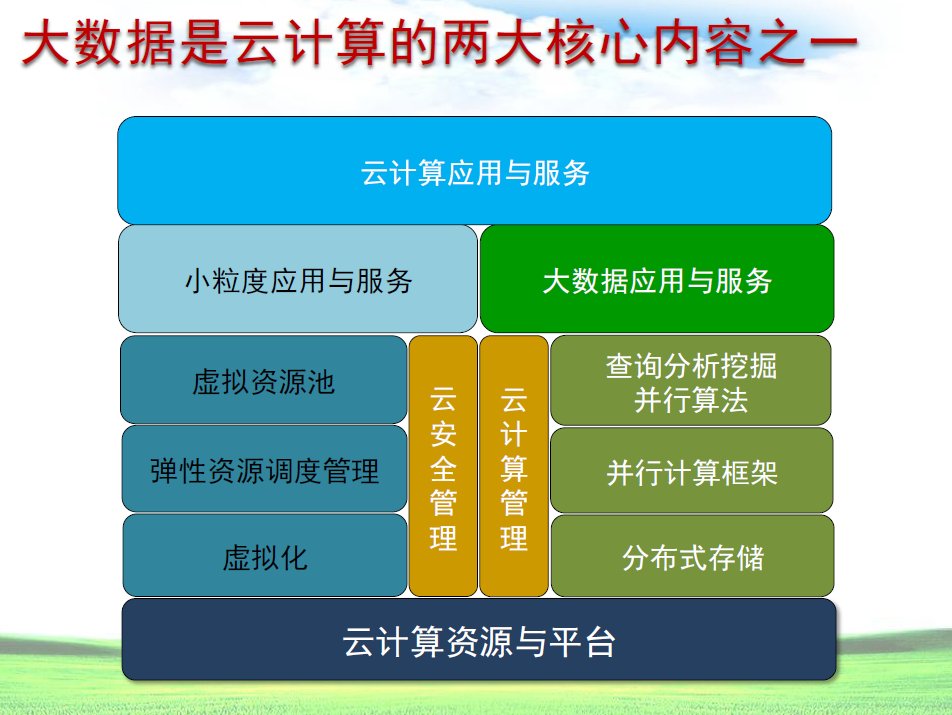 大数据是云计算的两大核心内容之一
云计算应用与服务
小粒度应用与服务
大数据应用与服务
虚拟资源池
弹性资源调度管理
虚拟化
云安全管理
云计算管理
查询分析挖掘
并行算法
并行计算框架
分布式存储
云计算资源与平台